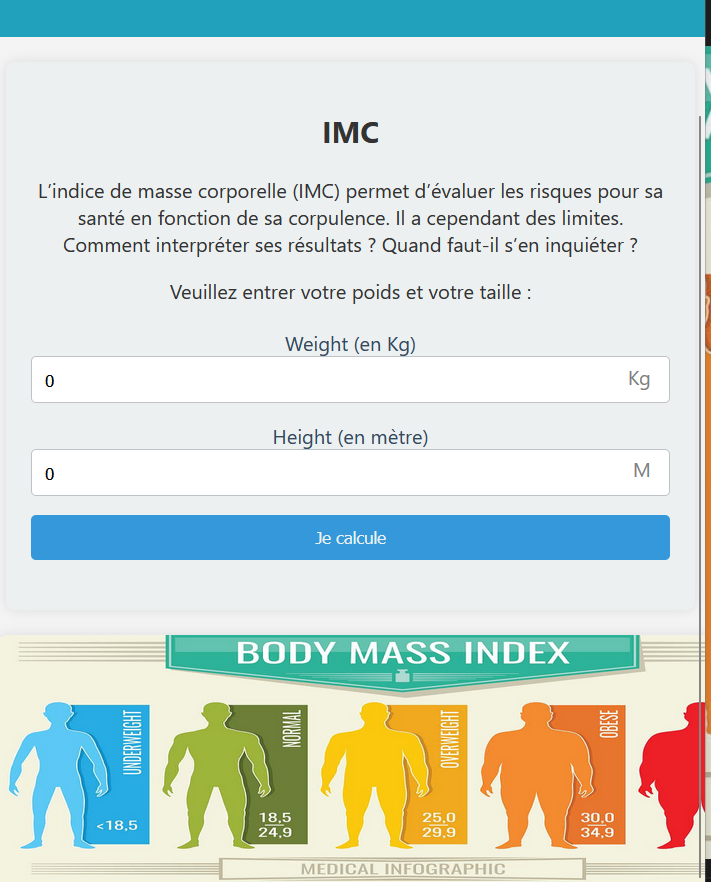 IMC
L’indice de masse corporelle (IMC) permet d’évaluer les risques pour sa
santé en fonction de sa corpulence. Il a cependant des limites.
Comment interpréter ses résultats ? Quand faut-il s’en inquiéter ?
Veuillez entrer votre poids et votre taille :
Weight (en Kg)
0 Kg
Height (en mètre)
0 M
Je calcule
BODY MASS INDEX
UNDERWEIGHT
<18,5
NORMAL
18,5
24,9
OVERWEIGHT
25,0
29,9
OBESE
30,0
34,9
MEDICAL INFOGRAPHIC